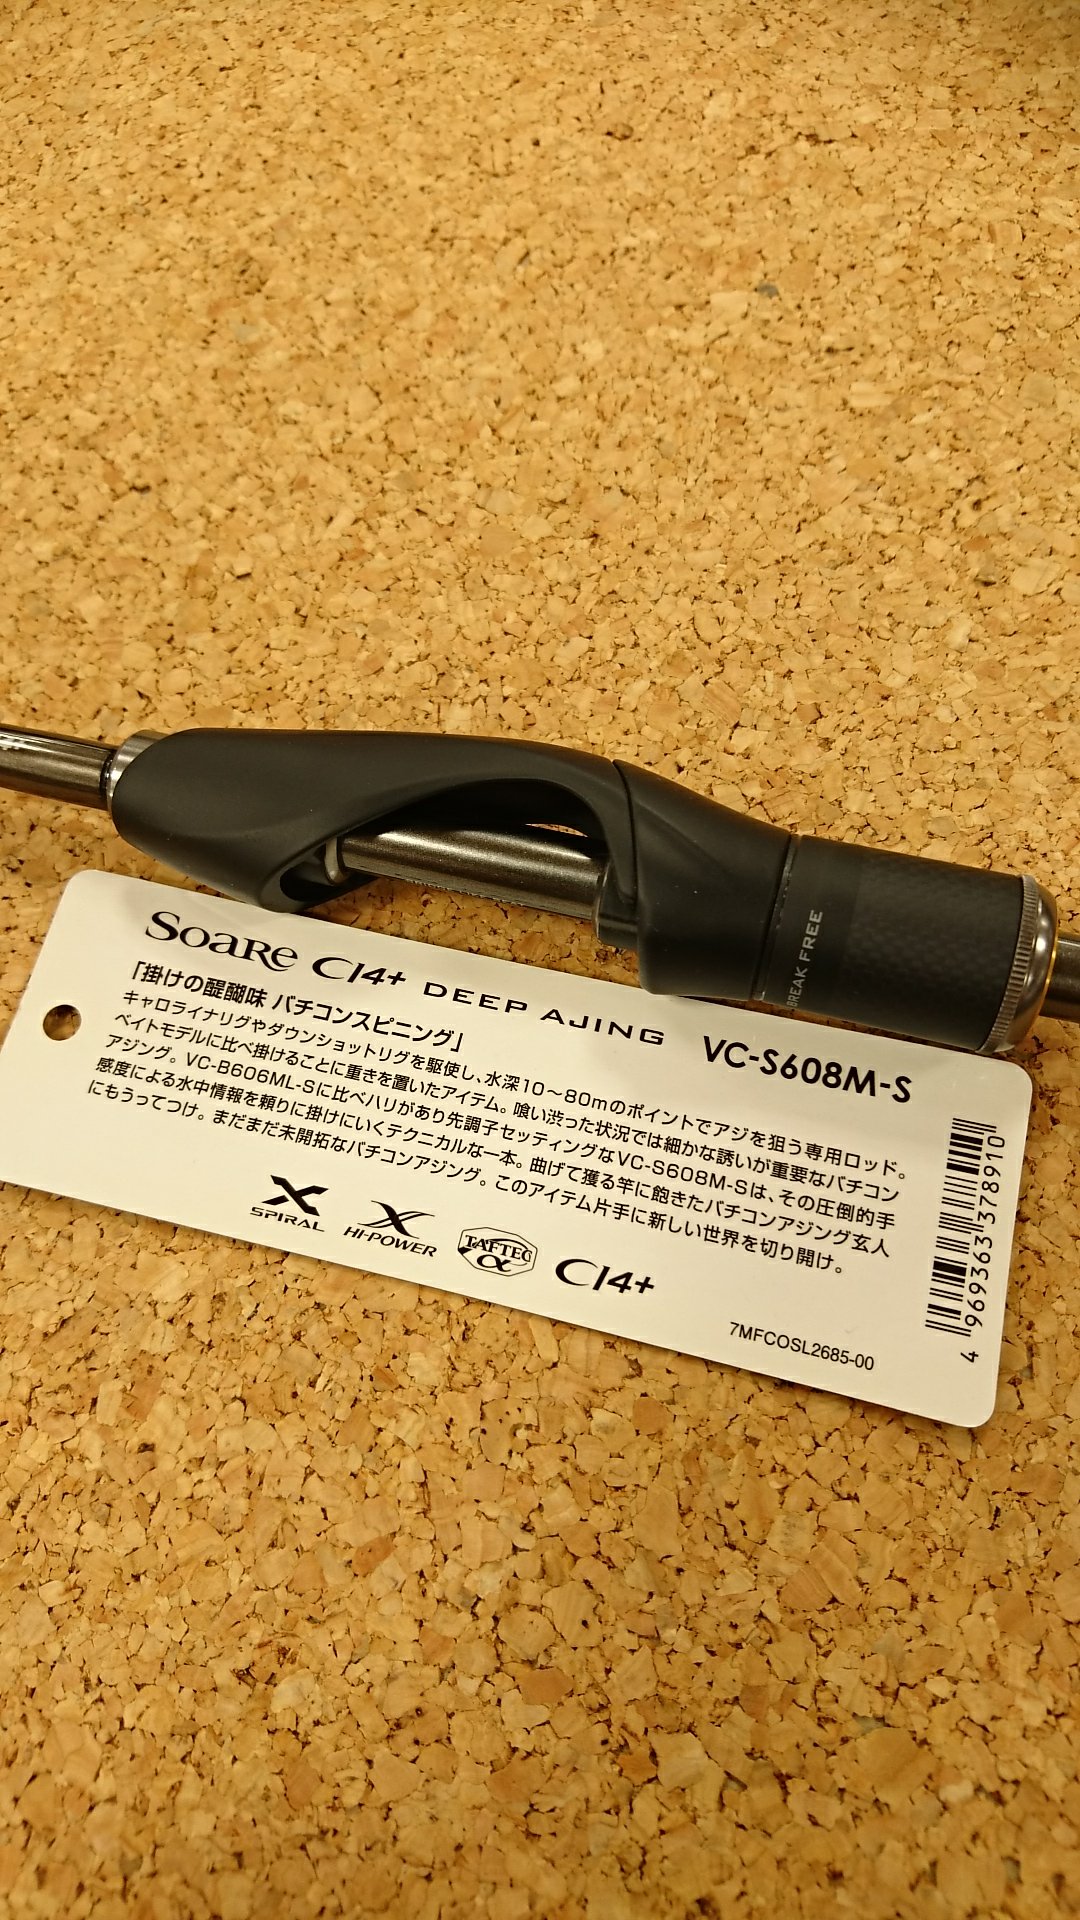 BREAK FREE
SOARE CI4+ DEEP AJING VC-S608M-S
「掛けの醍醐味 バチコンスピニング」
キャロライナリグやダウンショットリグを駆使し、水深10～80mのポイントでアジを狙う専用ロッド。
ベイトモデルに比べ掛けることに重きを置いたアイテム。喰い渋った状況では細かな誘いが重要なバチコン
アジング。VC-B606ML-Sに比べハリがあり先調子セッティングなVC-S608M-Sは、その圧倒的手
感度による水中情報を頼りに掛けにいくテクニカルな一本。曲げて獲る竿に飽きたバチコンアジング玄人
にもうってつけ。まだまだ未開拓なバチコンアジング。このアイテム片手に新しい世界を切り開け。
X SPIRAL
X HI-POWER
TAFTEC α
CI4+
7MFCOSL2685-00
4 969363 378910